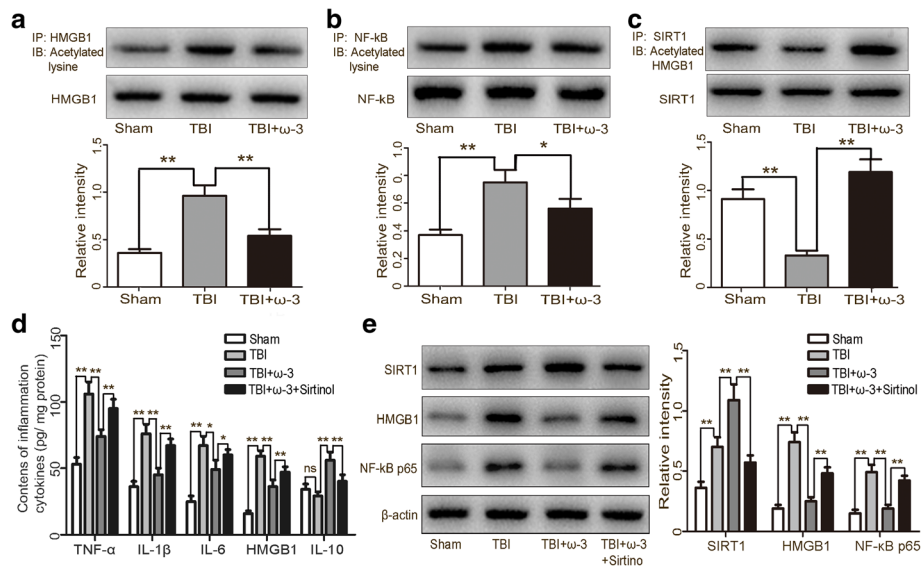 a
IP: HMGB1
IB: Acetylated
lysine
HMGB1
Sham TBI TBI+ω-3
Relative intensity
0
0.5
1.0
1.5
** **
Sham TBI TBI+ω-3
b
IP: NF-kB
IB: Acetylated
lysine
NF-kB
Sham TBI TBI+ω-3
Relative intensity
0.0
0.2
0.4
0.6
0.8
1.0
** *
Sham TBI TBI+ω-3
c
IP: SIRT1
IB: Acetylated
HMGB1
SIRT1
Sham TBI TBI+ω-3
Relative intensity
0
0.5
1.0
1.5
** **
Sham TBI TBI+ω-3
d
Contens of inflammation
cytokines (pg/ mg protein)
0
50
100
150
Sham
TBI
TBI+ω-3
TBI+ω-3+Sirtinol
** ** **
** ** **
** * *
** ** **
ns ** **
TNF-α IL-1β IL-6 HMGB1 IL-10
e
SIRT1
HMGB1
NF-kB p65
β-actin
Sham TBI TBI+ω-3 TBI+ω-3
+Sirtino
Relative intensity
0
0.5
1.0
1.5
Sham
TBI
TBI+ω-3
TBI+ω-3+Sirtinol
** ** **
** ** **
** ** **
SIRT1 HMGB1 NF-κB p65